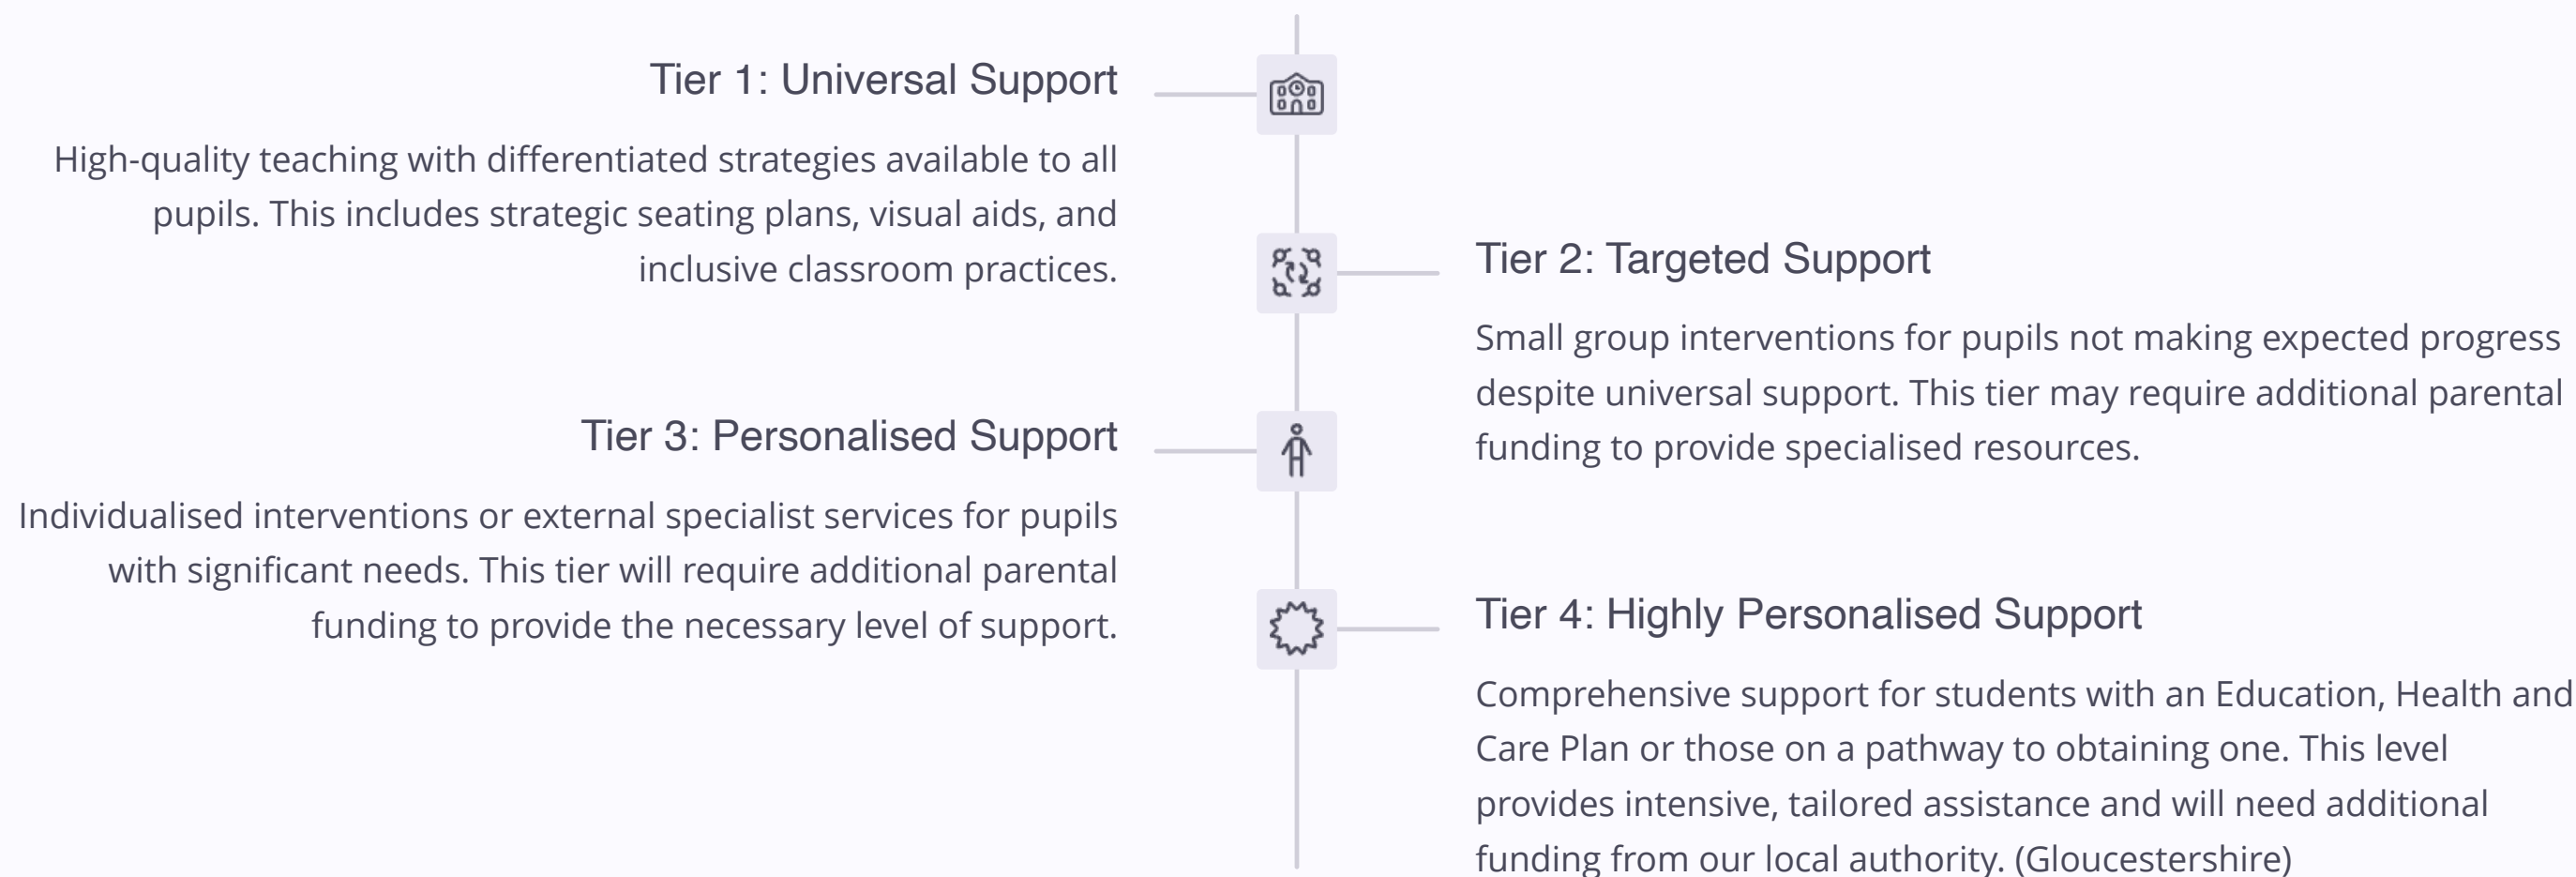 Tier 1: Universal Support
High-quality teaching with differentiated strategies available to all
pupils. This includes strategic seating plans, visual aids, and
inclusive classroom practices.
Tier 2: Targeted Support
Small group interventions for pupils not making expected progress
despite universal support. This tier may require additional parental
funding to provide specialised resources.
Tier 3: Personalised Support
Individualised interventions or external specialist services for pupils
with significant needs. This tier will require additional parental
funding to provide the necessary level of support.
Tier 4: Highly Personalised Support
Comprehensive support for students with an Education, Health and
Care Plan or those on a pathway to obtaining one. This level
provides intensive, tailored assistance and will need additional
funding from our local authority. (Gloucestershire)